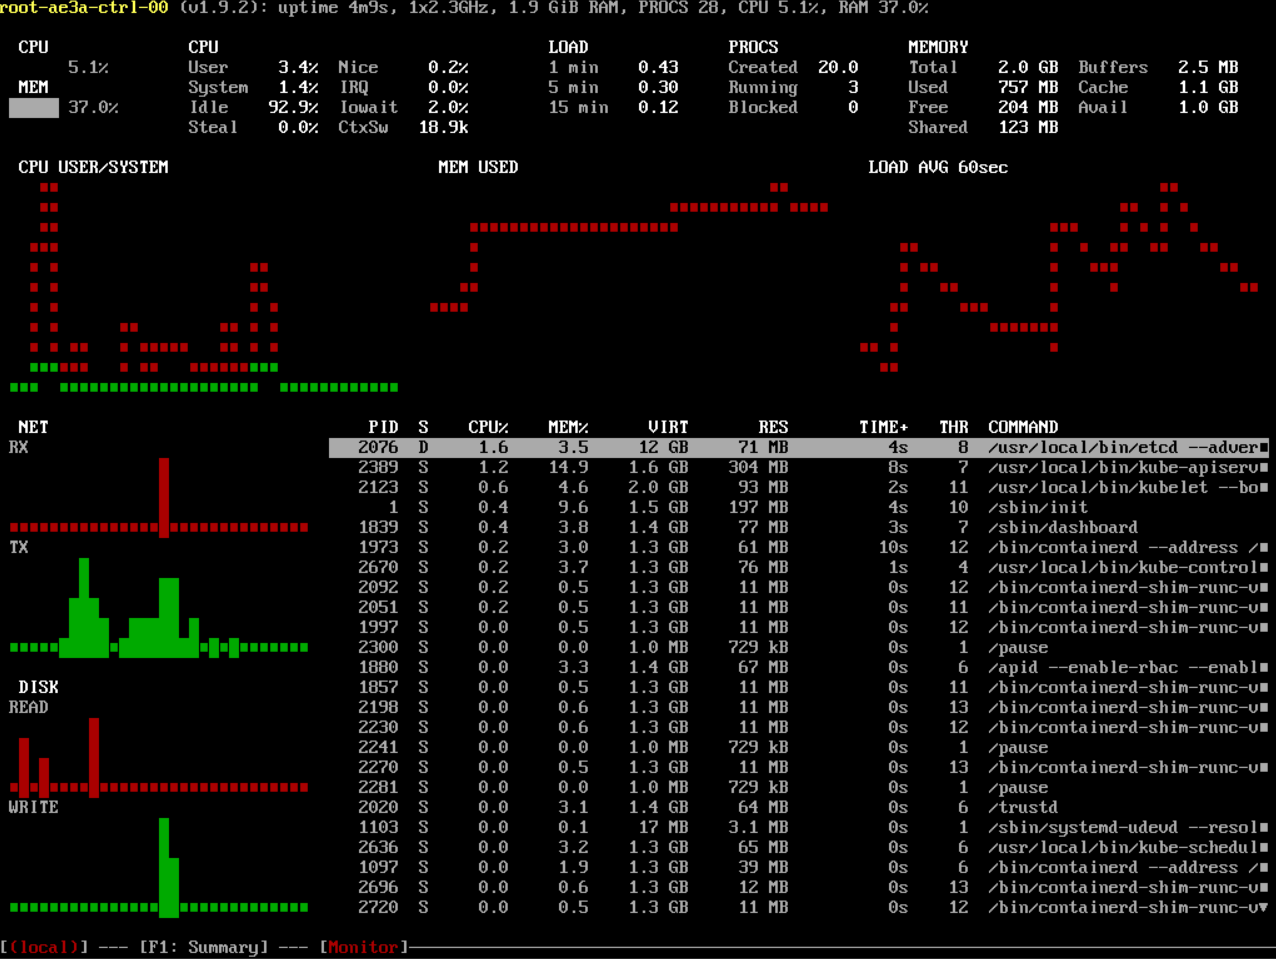 root-ae3a-ctrl-00 (v1.9.2): uptime 4m9s, 1x2.3GHz, 1.9 GiB RAM, PROCS 28, CPU 5.1%, RAM 37.0%
CPU CPU LOAD PROCS MEMORY
5.1% User 3.4% Nice 0.2% 1 min 0.43 Created 20.0 Total 2.0 GB Buffers 2.5 MB
MEM System 1.4% IRQ 0.0% 5 min 0.30 Running 3 Used 757 MB Cache 1.1 GB
37.0% Idle 92.9% Iowait 2.0% 15 min 0.12 Blocked 0 Free 204 MB Avail 1.0 GB
Steal 0.0% CtxSw 18.9k Shared 123 MB
CPU USER/SYSTEM MEM USED LOAD AVG 60sec
NET PID S CPU% MEM% VIRT RES TIME+ THR COMMAND
RX 2076 D 1.6 3.5 12 GB 71 MB 4s 8 /usr/local/bin/etcd --adver
2389 S 1.2 14.9 1.6 GB 304 MB 8s 7 /usr/local/bin/kube-apiserv
2123 S 0.6 4.6 2.0 GB 93 MB 2s 11 /usr/local/bin/kubelet --bo
1 S 0.4 9.6 1.5 GB 197 MB 4s 10 /sbin/init
1839 S 0.4 3.8 1.4 GB 77 MB 3s 7 /sbin/dashboard
TX 1973 S 0.2 3.0 1.3 GB 61 MB 10s 12 /bin/containerd --address /
2670 S 0.2 3.7 1.3 GB 76 MB 1s 4 /usr/local/bin/kube-control
2092 S 0.2 0.5 1.3 GB 11 MB 0s 12 /bin/containerd-shim-runc-v
2051 S 0.2 0.5 1.3 GB 11 MB 0s 11 /bin/containerd-shim-runc-v
1997 S 0.0 0.5 1.3 GB 11 MB 0s 12 /bin/containerd-shim-runc-v
2300 S 0.0 0.0 1.0 MB 729 kB 0s 1 /pause
1880 S 0.0 3.3 1.4 GB 67 MB 0s 6 /apid --enable-rbac --enabl
DISK 1857 S 0.0 0.5 1.3 GB 11 MB 0s 11 /bin/containerd-shim-runc-v
READ 2198 S 0.0 0.6 1.3 GB 11 MB 0s 13 /bin/containerd-shim-runc-v
2230 S 0.0 0.6 1.3 GB 11 MB 0s 12 /bin/containerd-shim-runc-v
2241 S 0.0 0.0 1.0 MB 729 kB 0s 1 /pause
2270 S 0.0 0.5 1.3 GB 11 MB 0s 13 /bin/containerd-shim-runc-v
2281 S 0.0 0.0 1.0 MB 729 kB 0s 1 /pause
WRITE 2020 S 0.0 3.1 1.4 GB 64 MB 0s 6 /trustd
1103 S 0.0 0.1 17 MB 3.1 MB 0s 1 /sbin/systemd-udevd --resol
2636 S 0.0 3.2 1.3 GB 65 MB 0s 6 /usr/local/bin/kube-schedul
1097 S 0.0 1.9 1.3 GB 39 MB 0s 6 /bin/containerd --address /
2696 S 0.0 0.6 1.3 GB 12 MB 0s 13 /bin/containerd-shim-runc-v
2720 S 0.0 0.5 1.3 GB 11 MB 0s 12 /bin/containerd-shim-runc-v
[(local)] --- [F1: Summary] --- [Monitor]